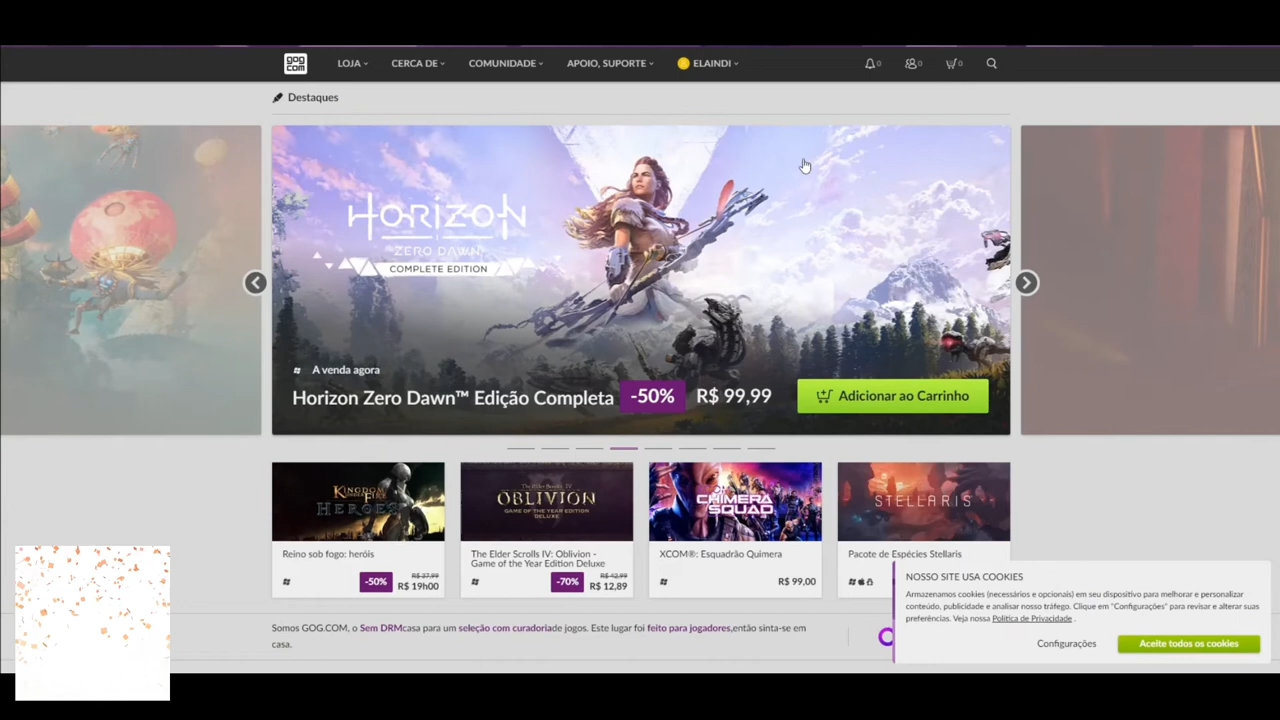 gog
com
LOJA
CERCA DE
COMUNIDADE
APOIO, SUPORTE
ELAINDI
0
0
0
Destaques
HORIZON
ZERO DAWN
COMPLETE EDITION
A venda agora
Horizon Zero Dawn™ Edição Completa -50% R$ 99,99
Adicionar ao Carrinho
KINGDOM
UNDER FIRE
HEROES
The Elder Scrolls IV
OBLIVION
GAME OF THE YEAR EDITION
DELUXE
CHIMERA
SQUAD
STELLARIS
Reino sob fogo: heróis
-50%
R$ 37,99
R$ 19h00
The Elder Scrolls IV: Oblivion -
Game of the Year Edition Deluxe
-70%
R$ 42,99
R$ 12,89
XCOM®: Esquadrão Quimera
R$ 99,00
Pacote de Espécies Stellaris
NOSSO SITE USA COOKIES
Armazenamos cookies (necessários e opcionais) em seu dispositivo para melhorar e personalizar
conteúdo, publicidade e analisar nosso tráfego. Clique em "Configurações" para revisar e alterar suas
preferências. Veja nossa Política de Privacidade .
Configurações
Aceite todos os cookies
Somos GOG.COM, o Sem DRMcasa para um seleção com curadoriade jogos. Este lugar foi feito para jogadores,então sinta-se em
casa.